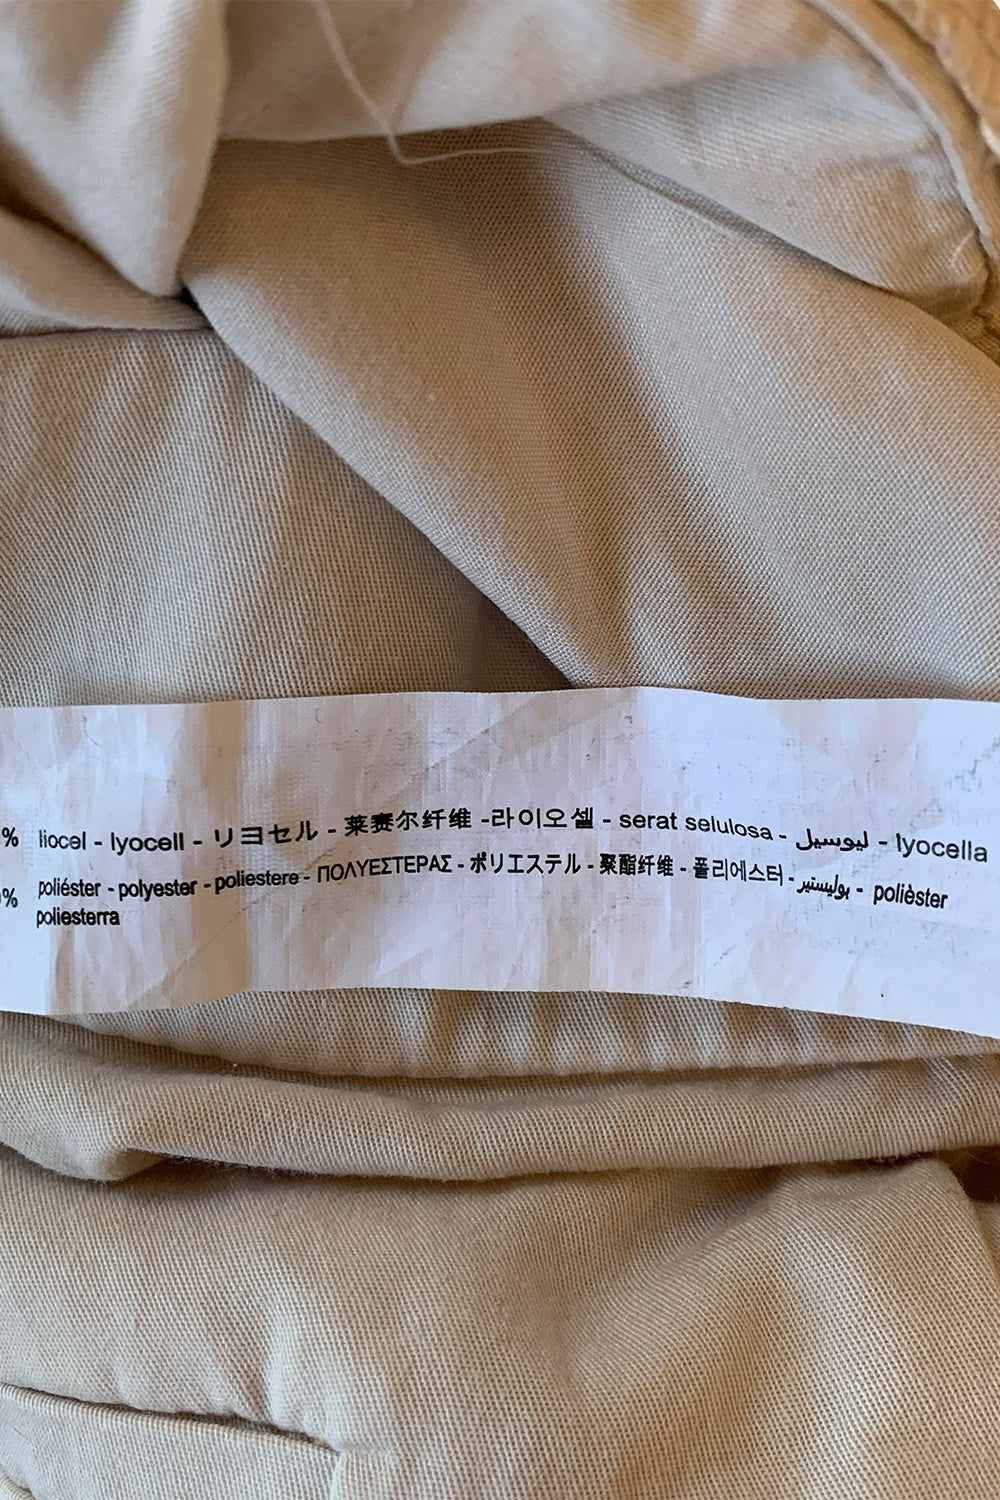 % liocel - lyocell - リヨセル - 莱赛尔纤维 -라이오셀 - serat selulosa - ليوسيل - lyocella
% poliéster - polyester - poliestere - ΠΟΛΥΕΣΤΕΡΑΣ - ポリエステル - 聚酯纤维 - 폴리에스터 - بوليستير - polièster
poliesterra